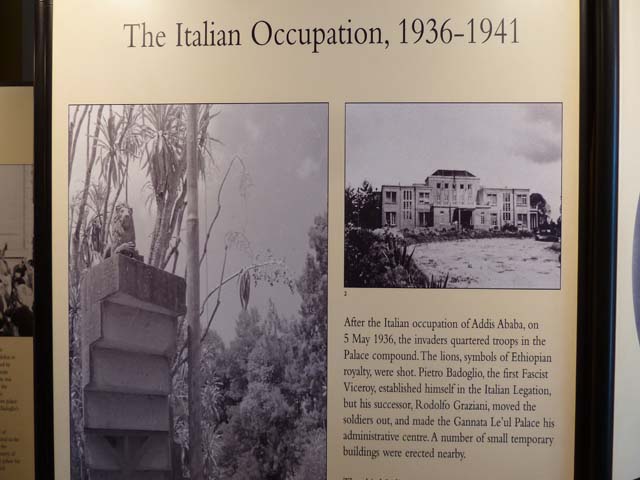 The Italian Occupation, 1936–1941
2
After the Italian occupation of Addis Ababa, on
5 May 1936, the invaders quartered troops in the
Palace compound. The lions, symbols of Ethiopian
royalty, were shot. Pietro Badoglio, the first Fascist
Viceroy, established himself in the Italian Legation,
but his successor, Rodolfo Graziani, moved the
soldiers out, and made the Gannata Le'ul Palace his
administrative centre. A number of small temporary
buildings were erected nearby.